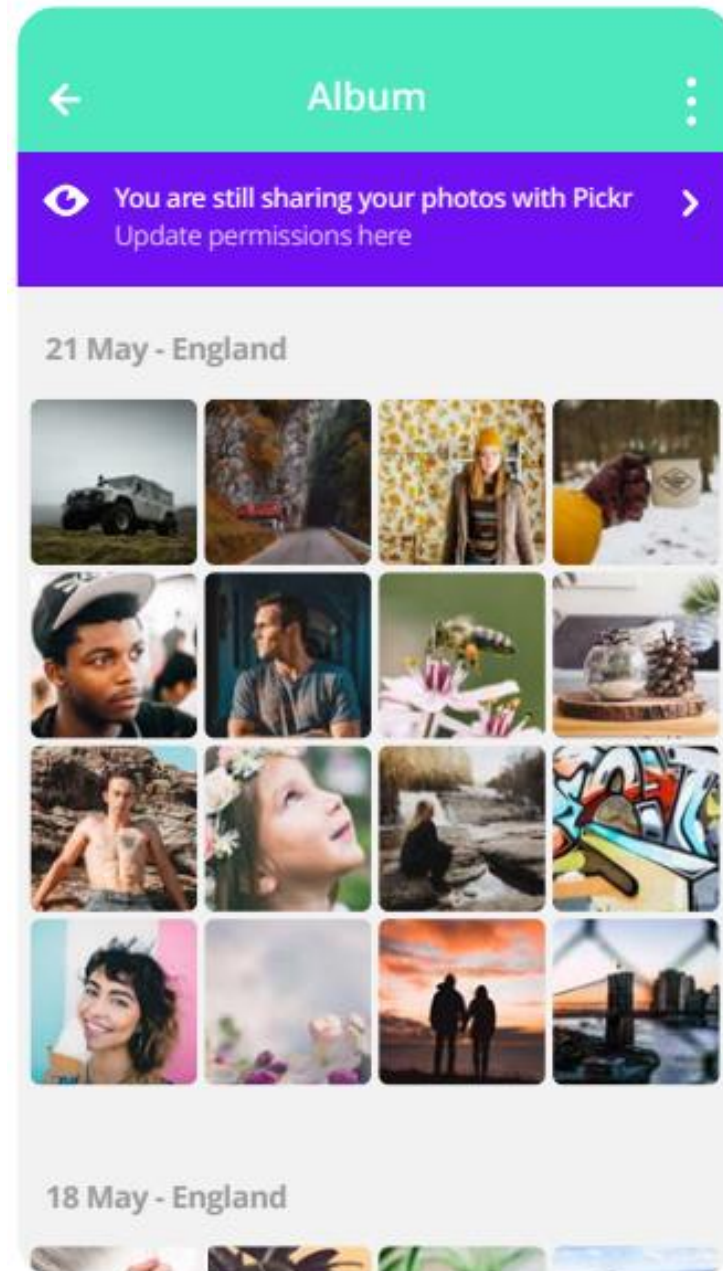 Album
You are still sharing your photos with Pickr
Update permissions here
21 May - England
18 May - England